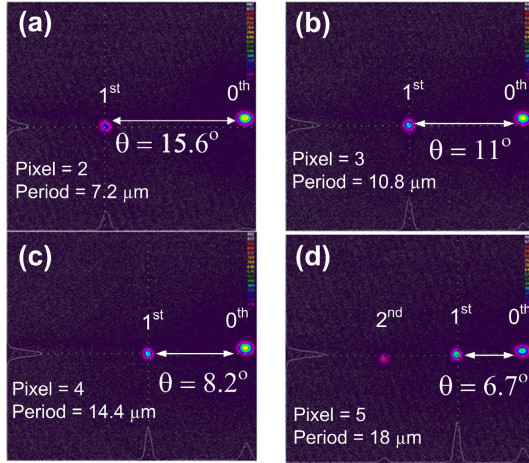 (a)
1st
0th
θ = 15.6°
Pixel = 2
Period = 7.2 μm
(b)
1st
0th
θ = 11°
Pixel = 3
Period = 10.8 μm
(c)
1st
0th
θ = 8.2°
Pixel = 4
Period = 14.4 μm
(d)
2nd
1st
0th
θ = 6.7°
Pixel = 5
Period = 18 μm